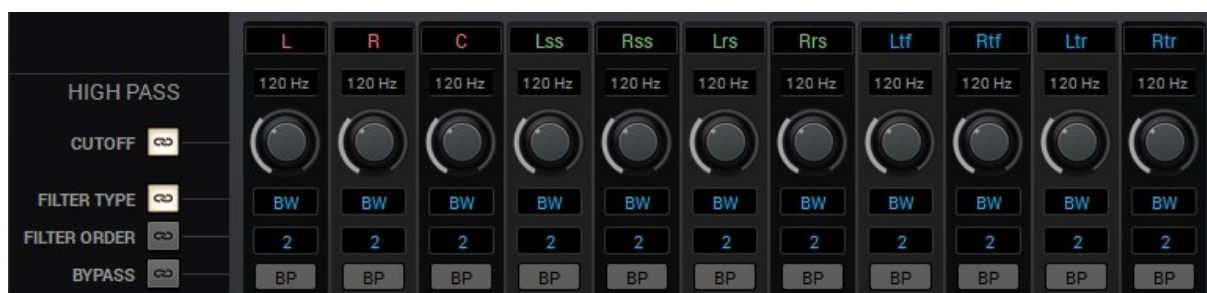 L R C Lss Rss Lrs Rrs Ltf Rtf Ltr Rtr
HIGH PASS 120 Hz 120 Hz 120 Hz 120 Hz 120 Hz 120 Hz 120 Hz 120 Hz 120 Hz 120 Hz 120 Hz
CUTOFF
FILTER TYPE BW BW BW BW BW BW BW BW BW BW BW
FILTER ORDER 2 2 2 2 2 2 2 2 2 2 2
BYPASS BP BP BP BP BP BP BP BP BP BP BP